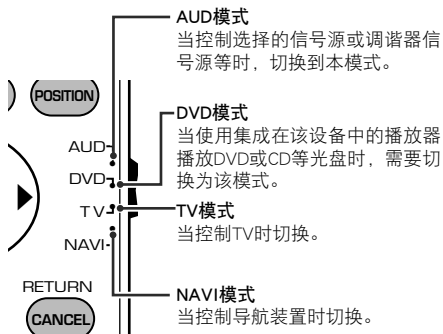 AUD模式
当控制选择的信号源或调谐器信
号源等时，切换到本模式。
DVD模式
当使用集成在该设备中的播放器
播放DVD或CD等光盘时，需要切
换为该模式。
TV模式
当控制TV时切换。
NAVI模式
当控制导航装置时切换。
POSITION
AUD
DVD
TV
NAVI
RETURN
CANCEL